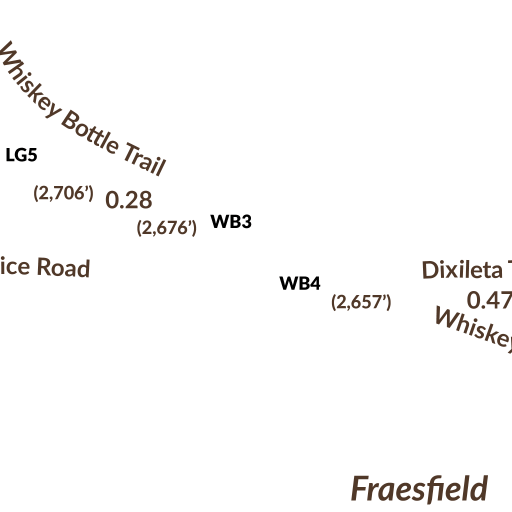 Whiskey Bottle Trail
LG5
(2,706’)
0.28
(2,676’)
WB3
ice Road
WB4
(2,657’)
Dixileta T
0.47
Whiskey
Fraesfield